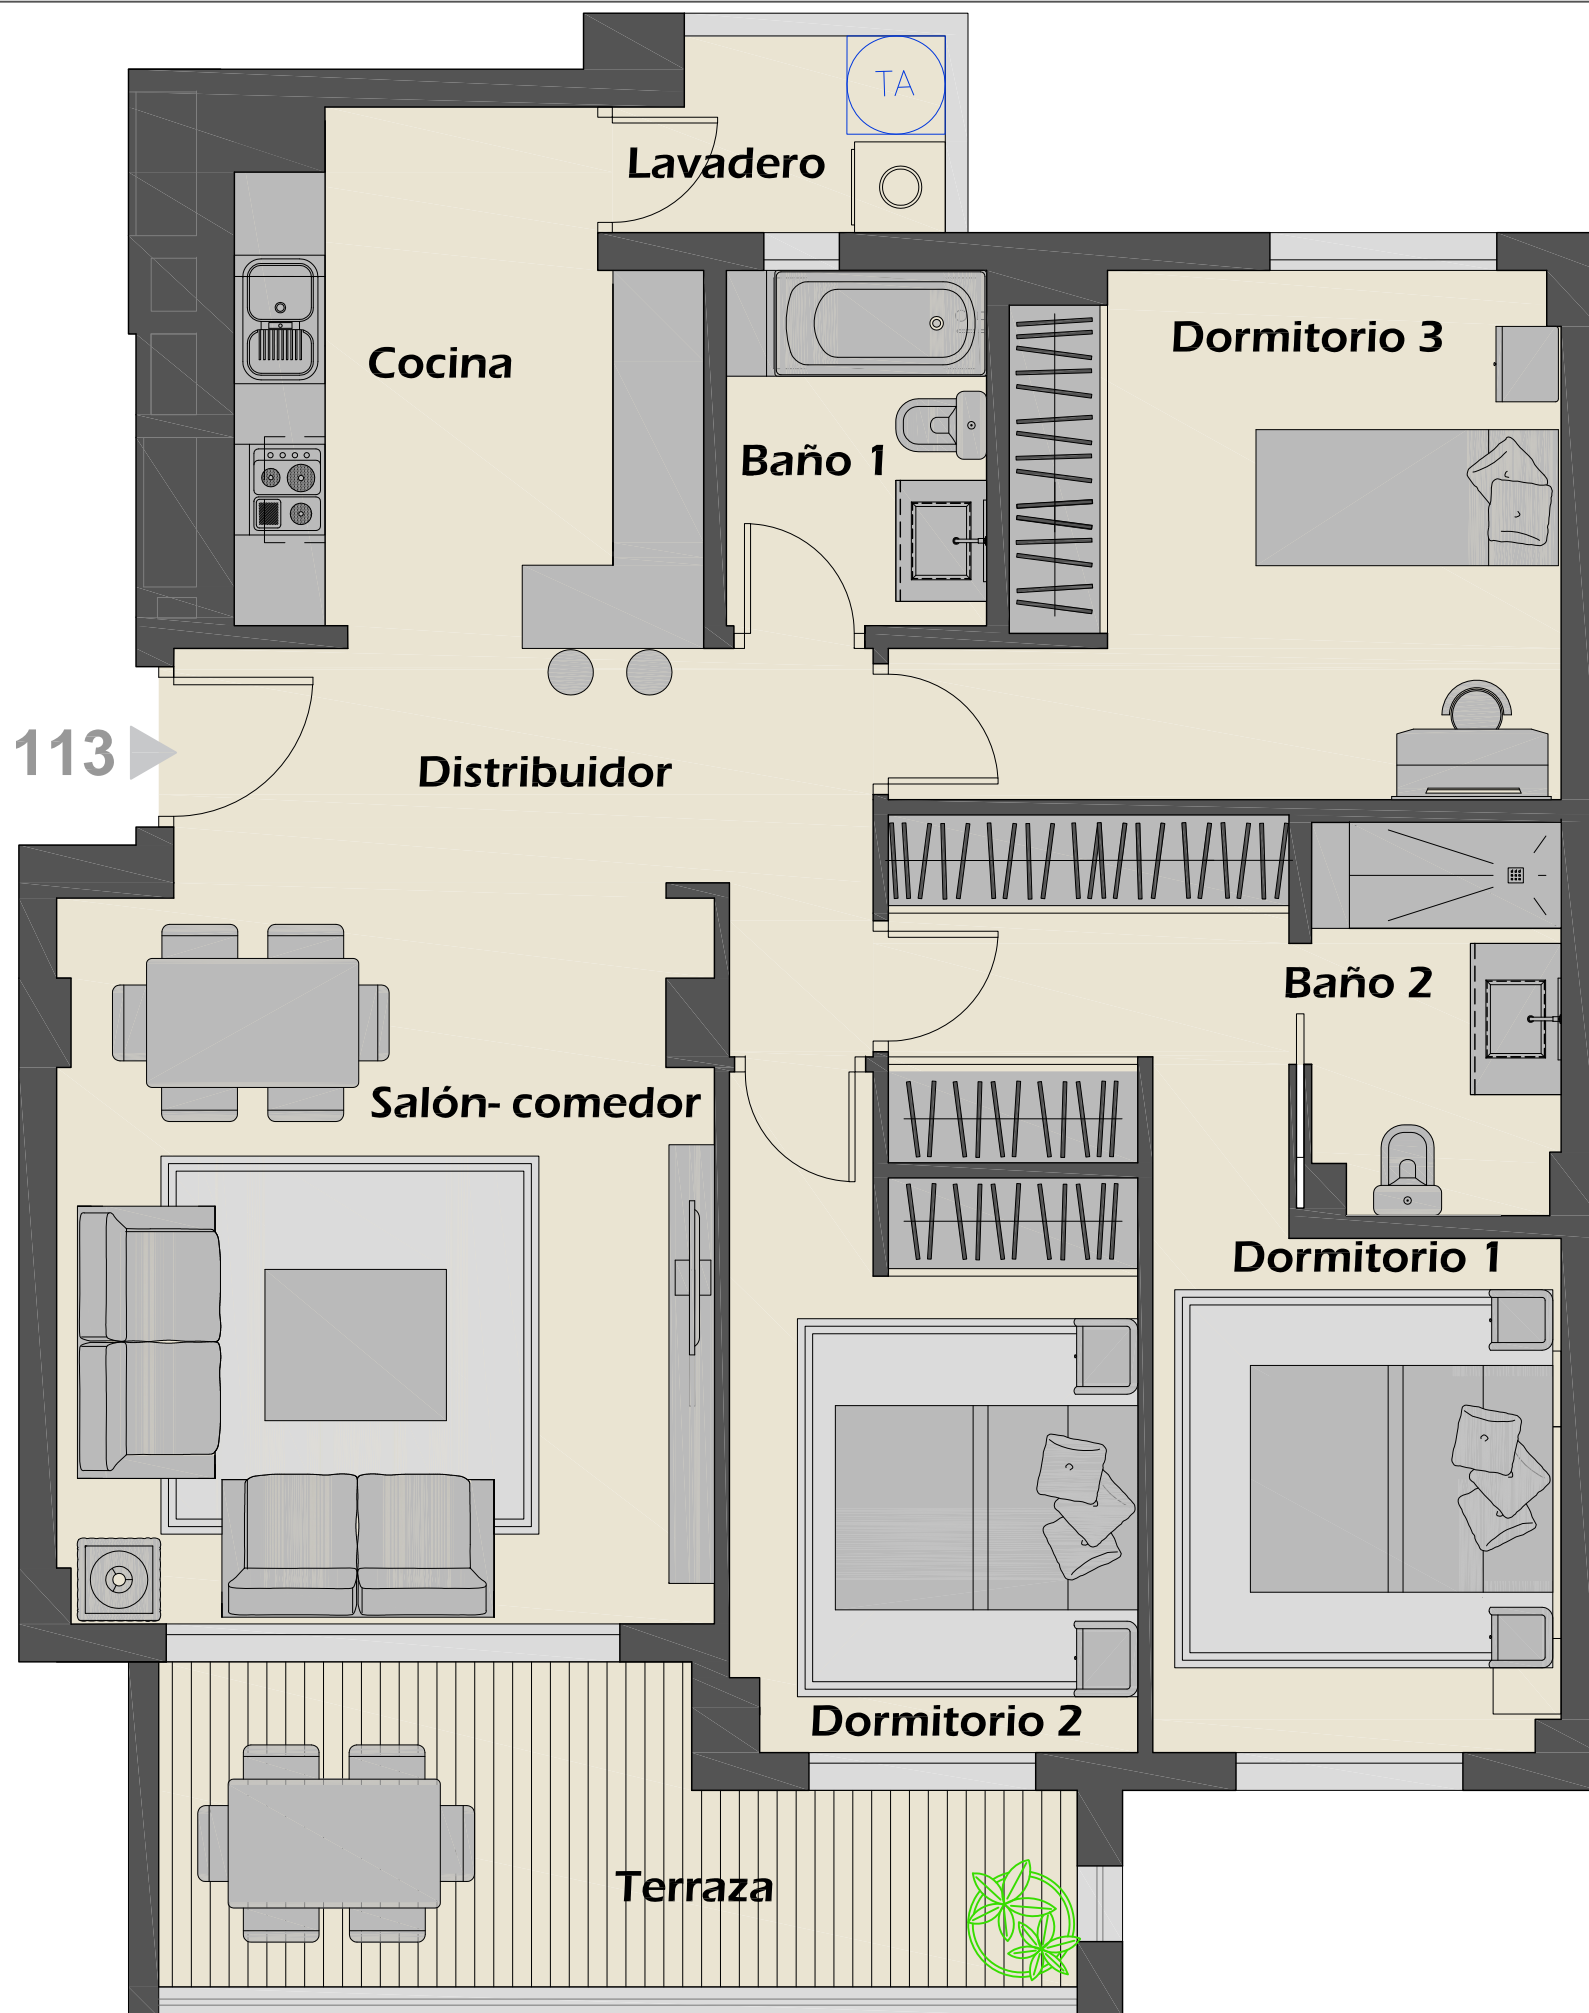 TA
Lavadero
Dormitorio 3
Cocina
Baño 1
113
Distribuidor
Baño 2
Salón- comedor
Dormitorio 1
Dormitorio 2
Terraza